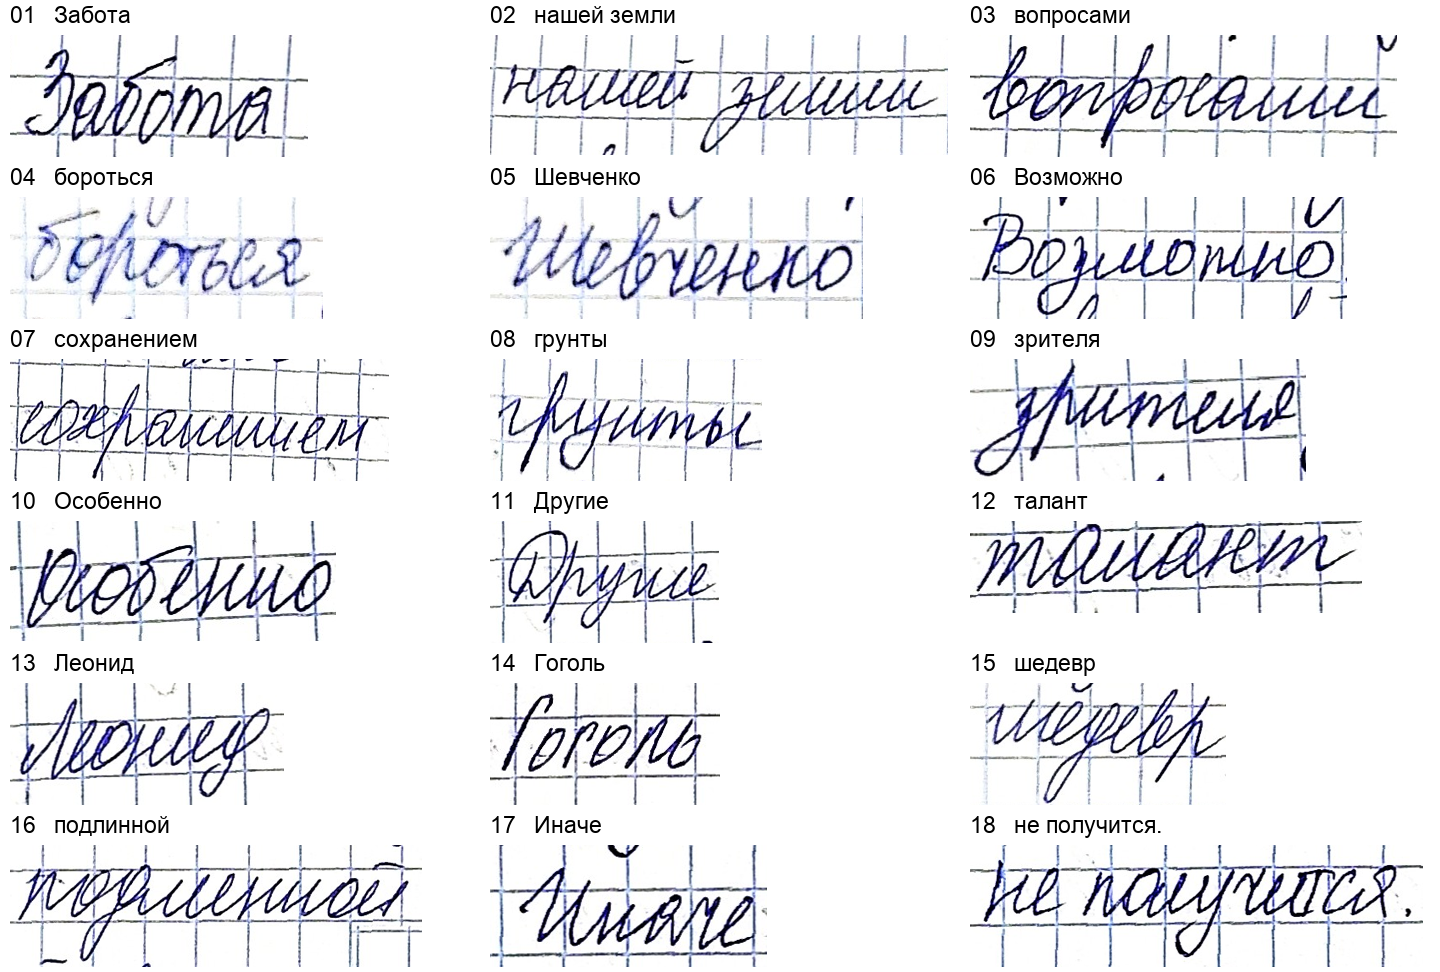 01 Забота
Забота
02 нашей земли
нашей земли
03 вопросами
вопросами
04 бороться
бороться
05 Шевченко
Шевченко
06 Возможно
Возможно
07 сохранением
сохранением
08 грунты
грунты
09 зрителя
зрителя
10 Особенно
Особенно
11 Другие
Другие
12 талант
талант
13 Леонид
Леонид
14 Гоголь
Гоголь
15 шедевр
шедевр
16 подлинной
подлинной
17 Иначе
Иначе
18 не получится.
не получится.